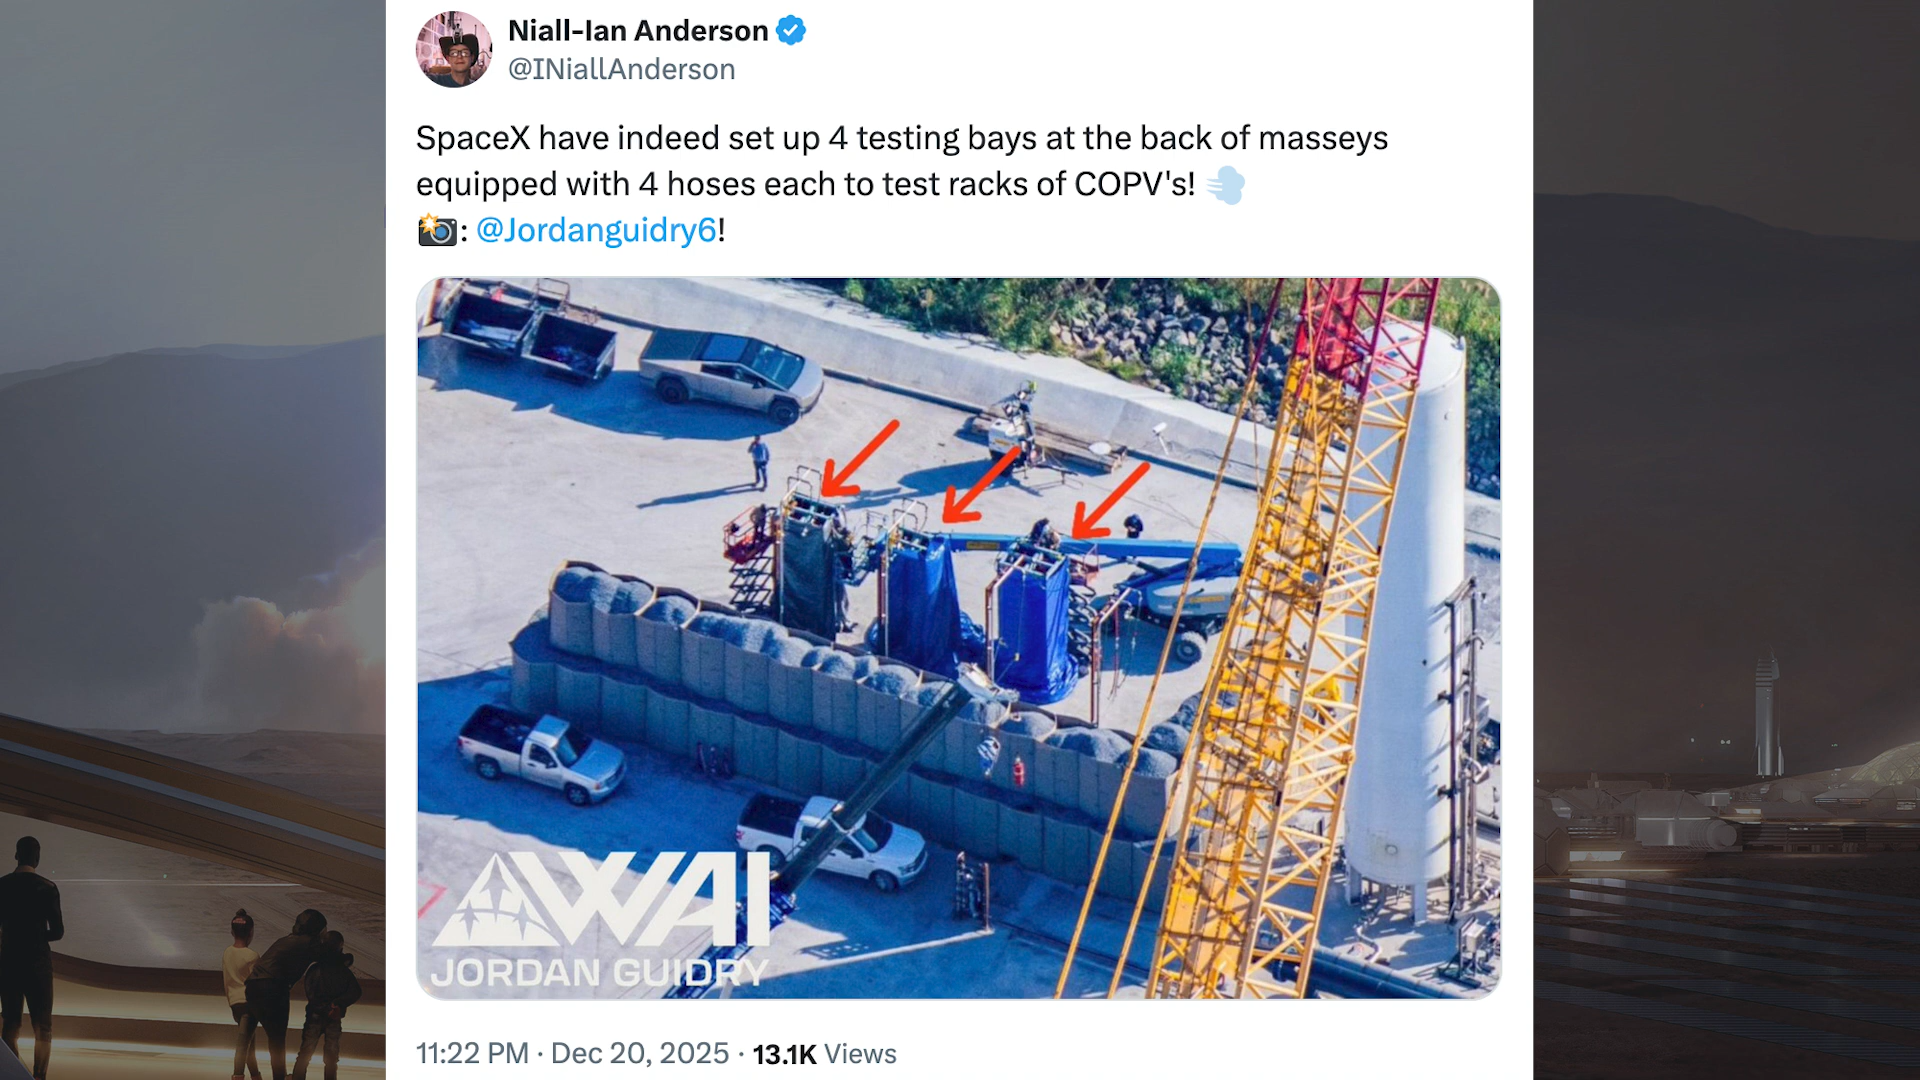 Niall-Ian Anderson
@INiallAnderson
SpaceX have indeed set up 4 testing bays at the back of masseys
equipped with 4 hoses each to test racks of COPV's! 💨
📸: @Jordanguidry6!
WAI
JORDAN GUIDRY
11:22 PM · Dec 20, 2025 · 13.1K Views